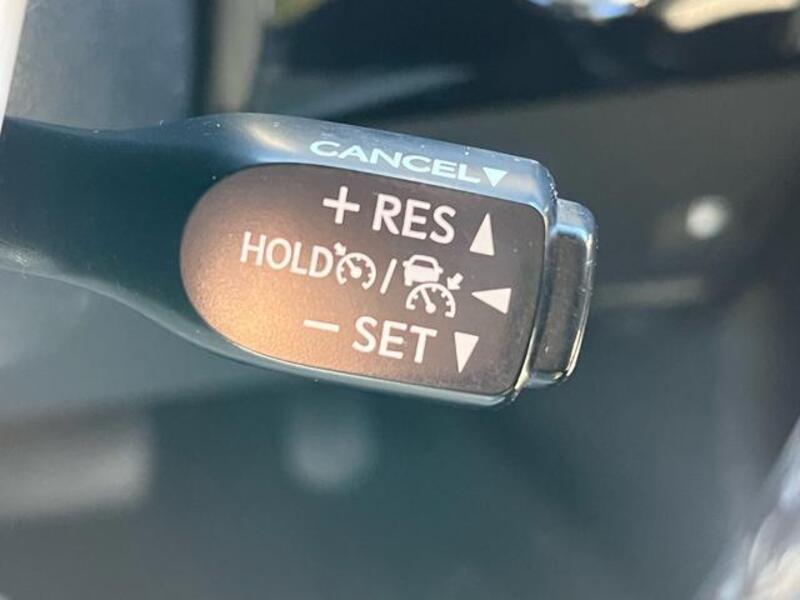 CANCEL▼
+ RES ▲
HOLD / ◀
− SET ▼